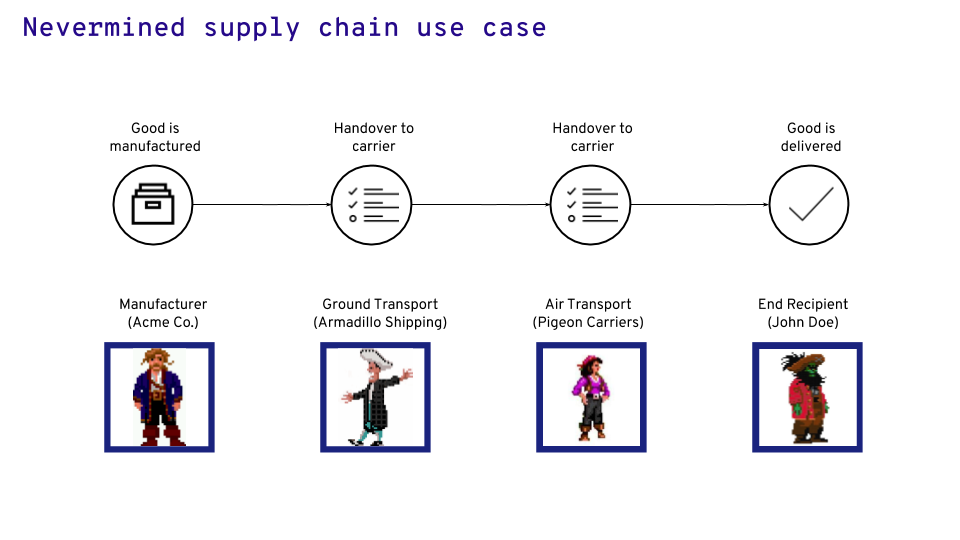 Nevermined supply chain use case
Good is
manufactured
Handover to
carrier
Handover to
carrier
Good is
delivered
Manufacturer
(Acme Co.)
Ground Transport
(Armadillo Shipping)
Air Transport
(Pigeon Carriers)
End Recipient
(John Doe)